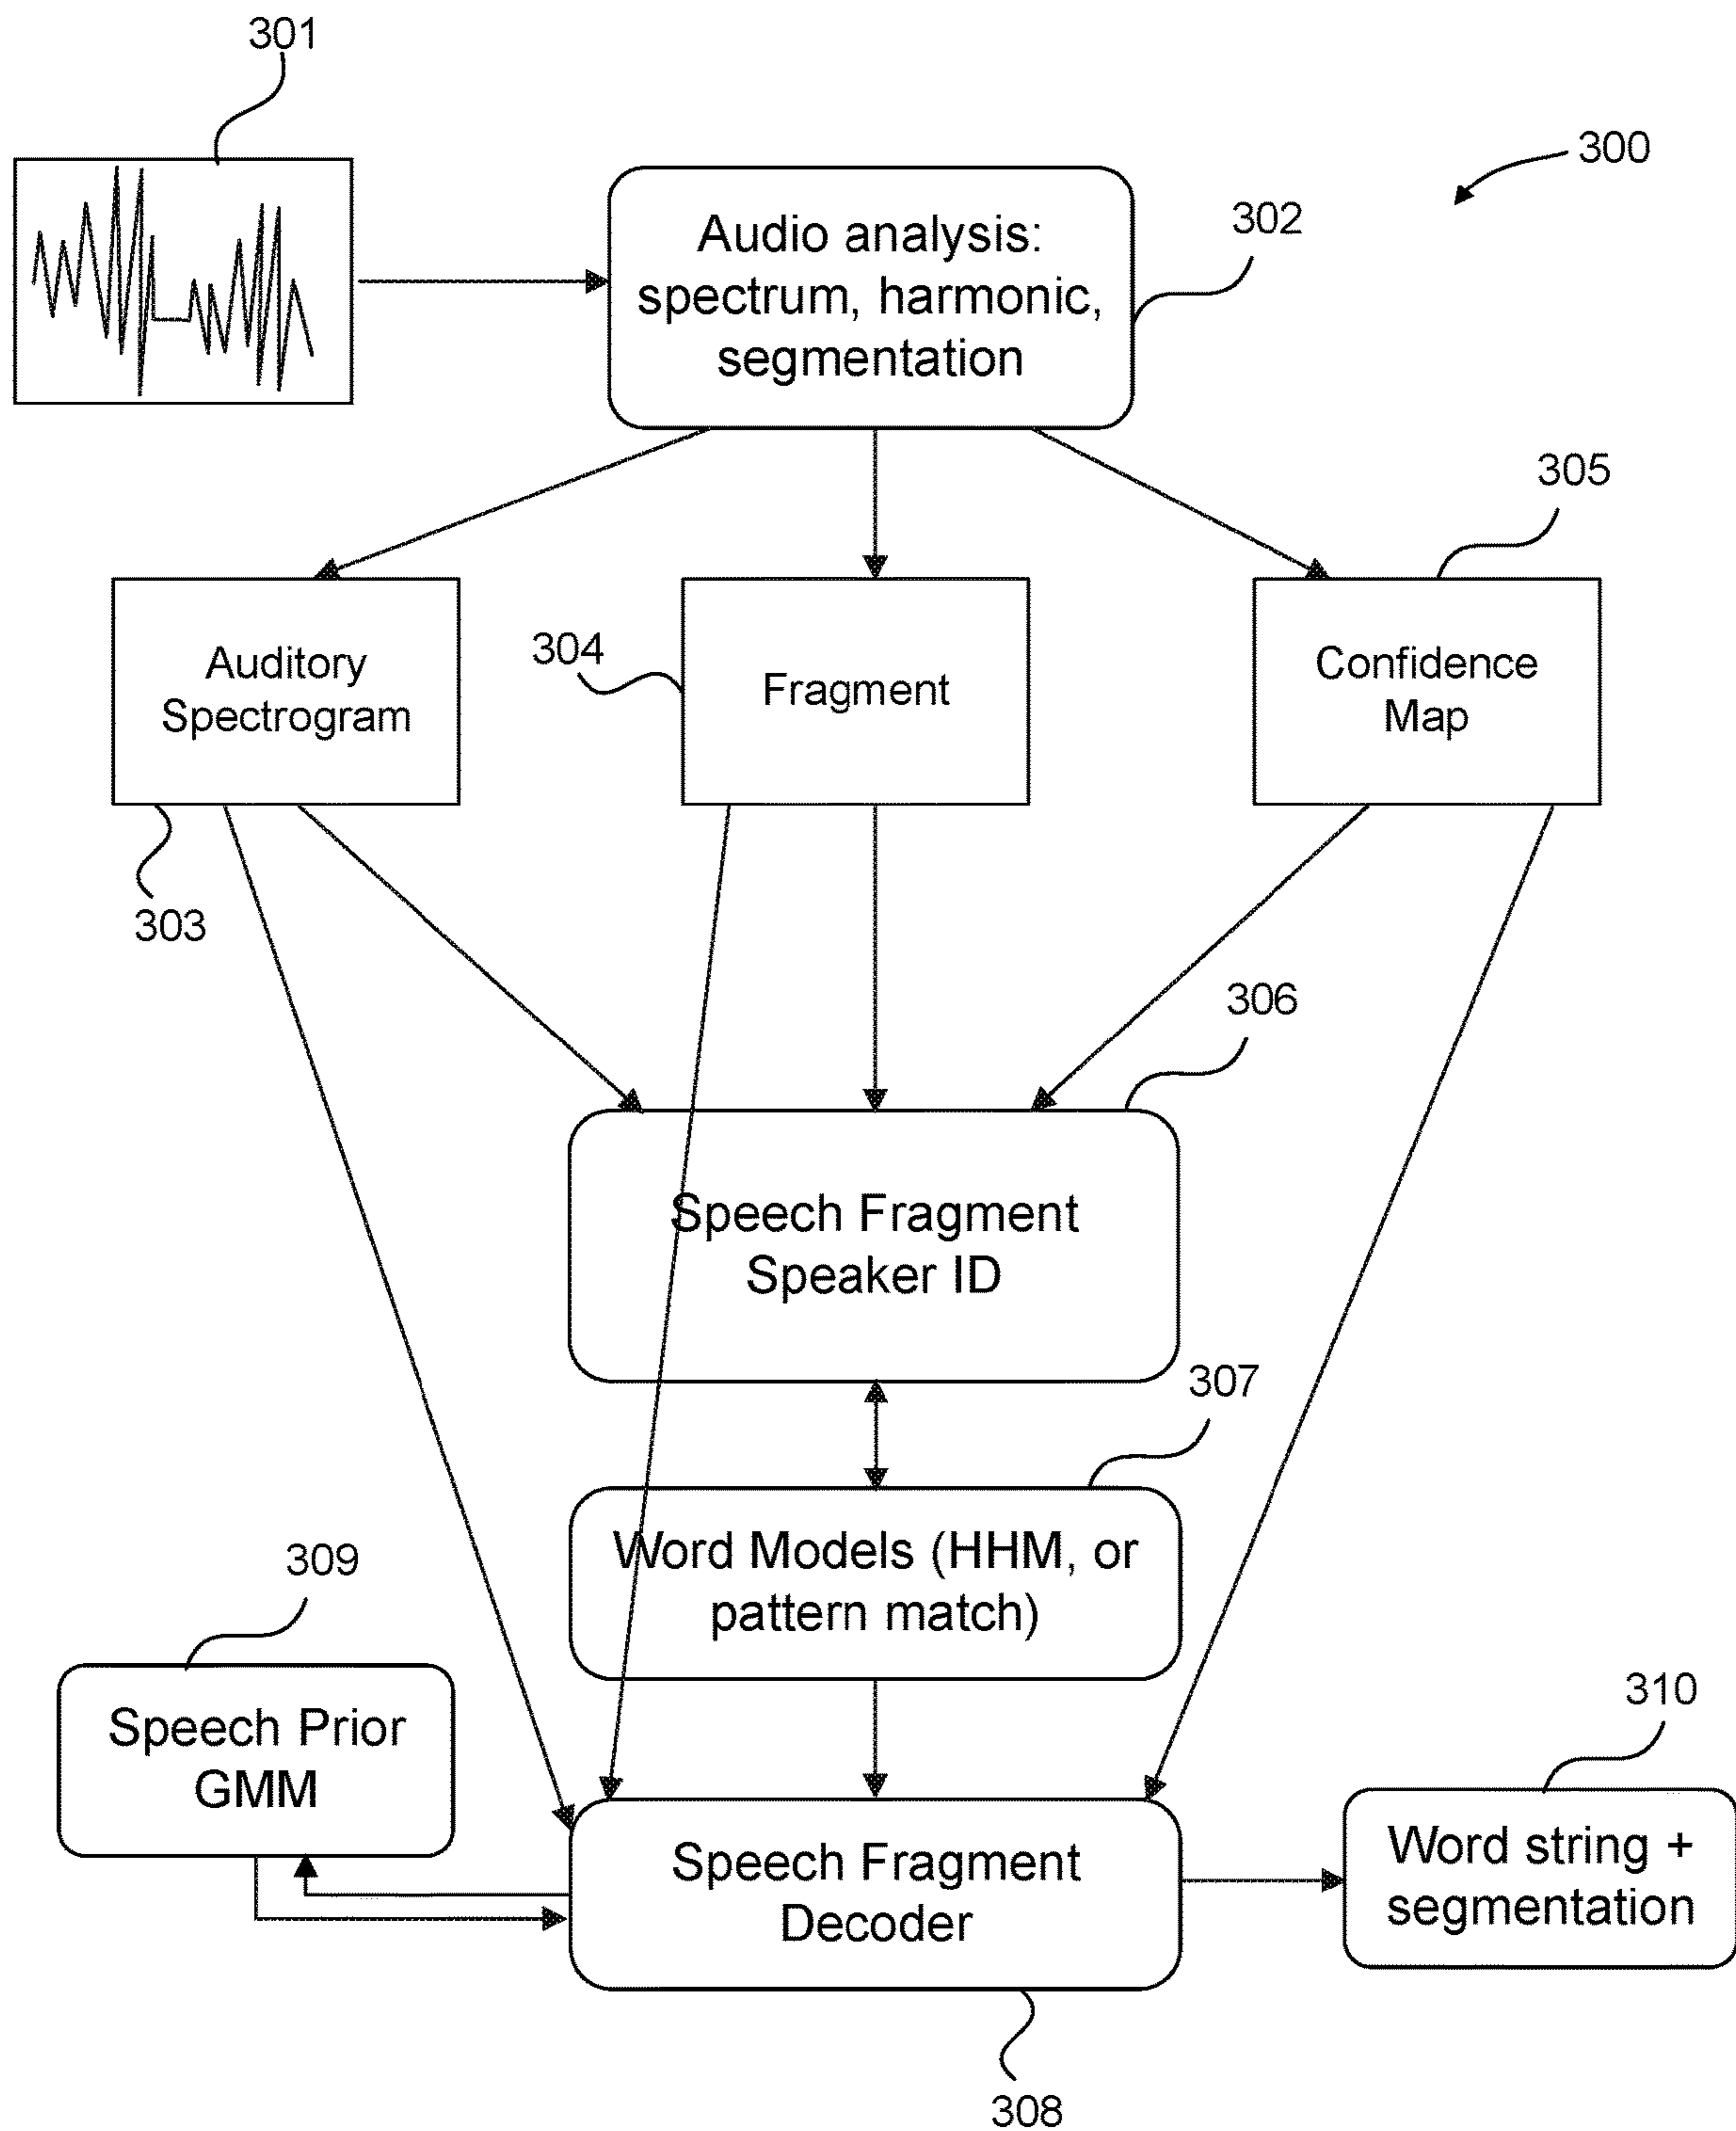 301
300
302
Audio analysis:
spectrum, harmonic,
segmentation
305
304
Auditory
Spectrogram
Fragment
Confidence
Map
303
306
Speech Fragment
Speaker ID
307
Word Models (HHM, or
pattern match)
309
Speech Prior
GMM
310
Speech Fragment
Decoder
Word string +
segmentation
308